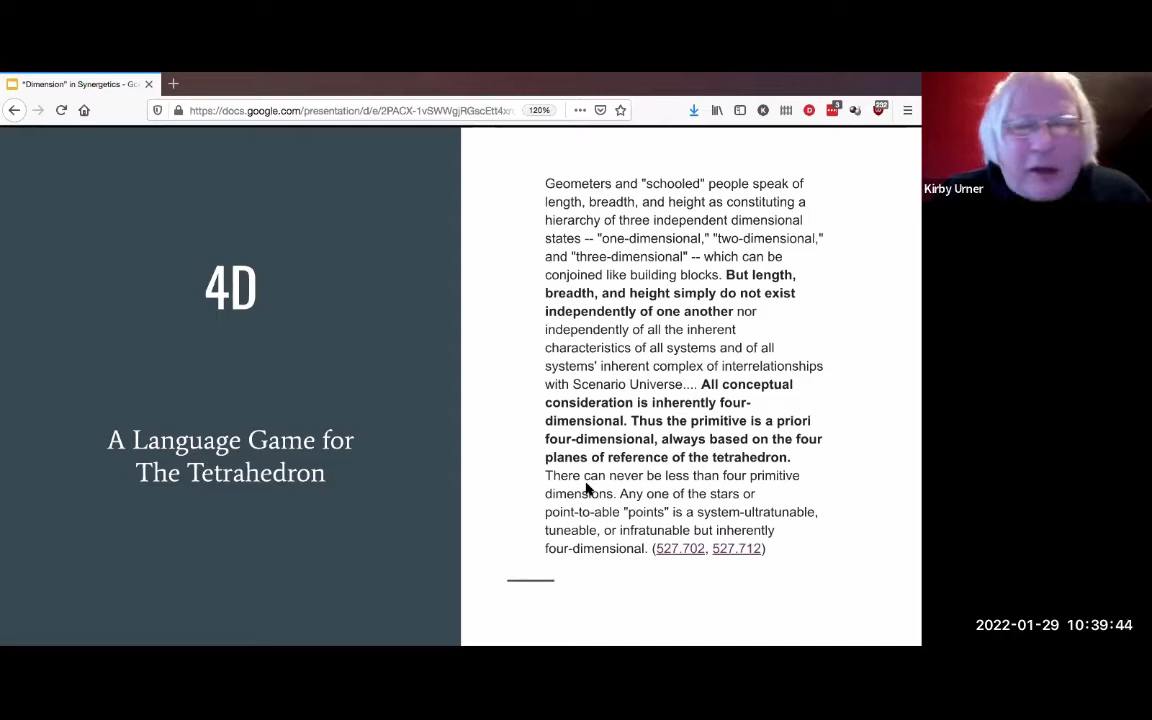 "Dimension" in Synergetics - Go
https://docs.google.com/presentation/d/e/2PACX-1vSWWgjRGscEtt4xr
120%
3
232
4D
A Language Game for
The Tetrahedron
Geometers and "schooled" people speak of
length, breadth, and height as constituting a
hierarchy of three independent dimensional
states -- "one-dimensional," "two-dimensional,"
and "three-dimensional" -- which can be
conjoined like building blocks. But length,
breadth, and height simply do not exist
independently of one another nor
independently of all the inherent
characteristics of all systems and of all
systems' inherent complex of interrelationships
with Scenario Universe.... All conceptual
consideration is inherently four-
dimensional. Thus the primitive is a priori
four-dimensional, always based on the four
planes of reference of the tetrahedron.
There can never be less than four primitive
dimensions. Any one of the stars or
point-to-able "points" is a system-ultratunable,
tuneable, or infratunable but inherently
four-dimensional. (527.702, 527.712)
Kirby Urner
2022-01-29 10:39:44